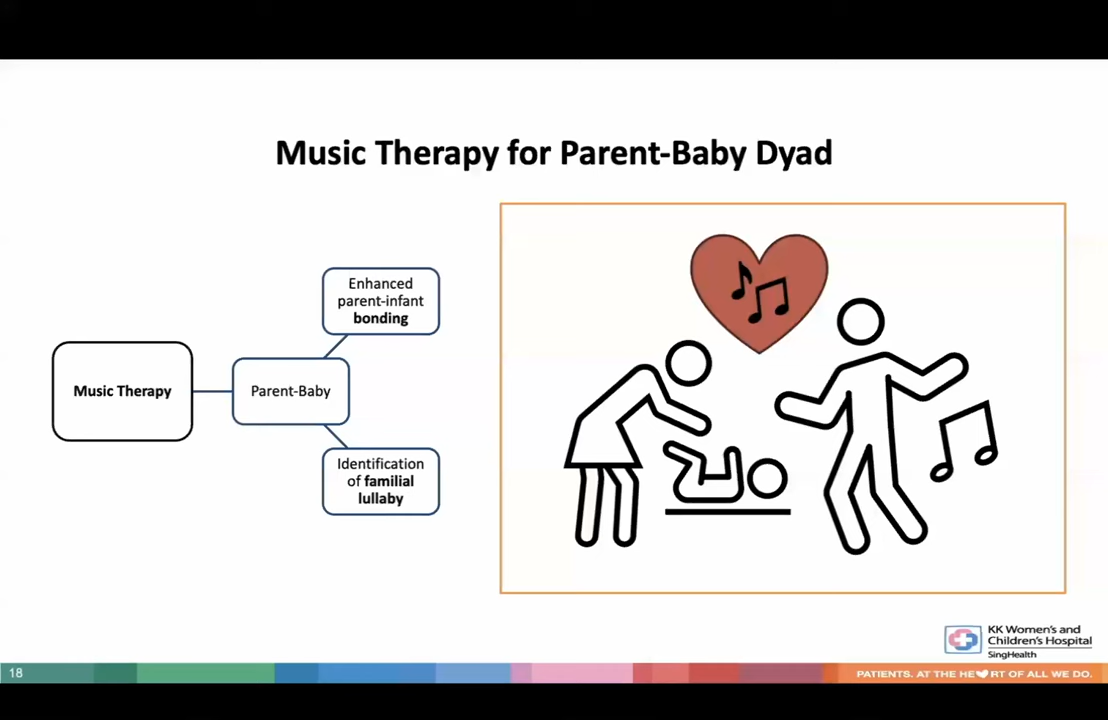 Music Therapy for Parent-Baby Dyad
Enhanced
parent-infant
bonding
Music Therapy
Parent-Baby
Identification
of familial
lullaby
KK Women's and
Children's Hospital
SingHealth
18
PATIENTS. AT THE HE♥RT OF ALL WE DO.